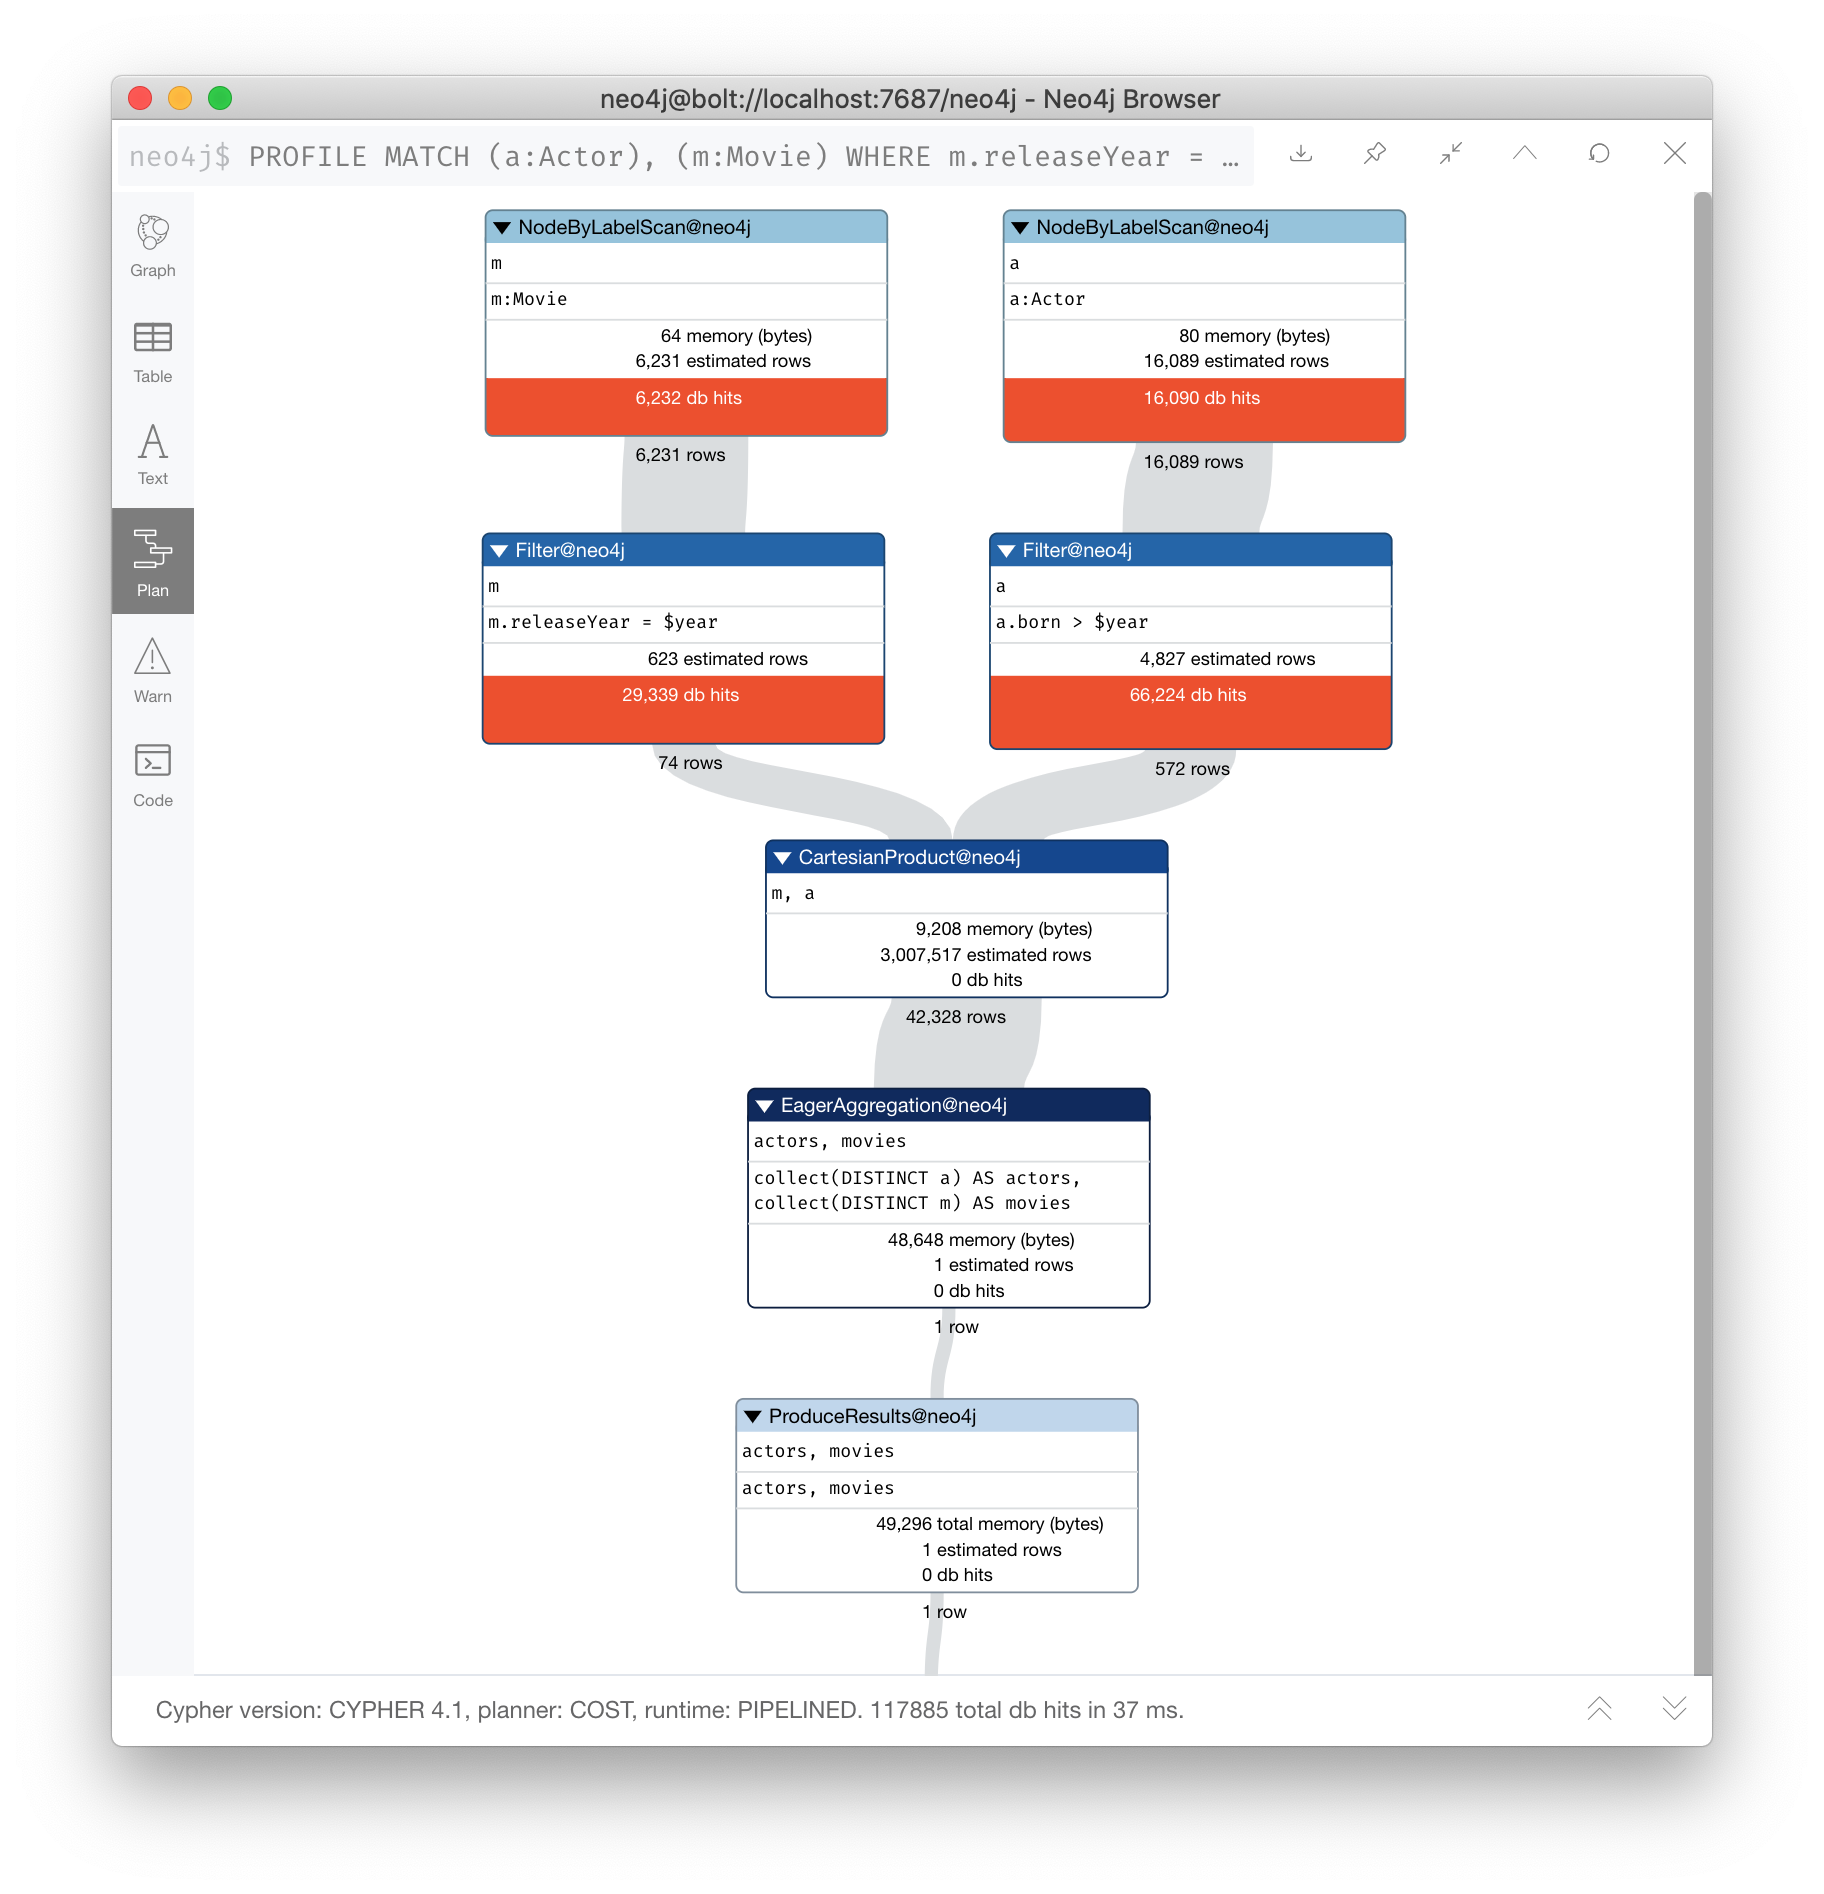 neo4j@bolt://localhost:7687/neo4j - Neo4j Browser
neo4j$ PROFILE MATCH (a:Actor), (m:Movie) WHERE m.releaseYear = …
Graph
Table
Text
Plan
Warn
Code
NodeByLabelScan@neo4j
m
m:Movie
64 memory (bytes)
6,231 estimated rows
6,232 db hits
6,231 rows
NodeByLabelScan@neo4j
a
a:Actor
80 memory (bytes)
16,089 estimated rows
16,090 db hits
16,089 rows
Filter@neo4j
m
m.releaseYear = $year
623 estimated rows
29,339 db hits
74 rows
Filter@neo4j
a
a.born > $year
4,827 estimated rows
66,224 db hits
572 rows
CartesianProduct@neo4j
m, a
9,208 memory (bytes)
3,007,517 estimated rows
0 db hits
42,328 rows
EagerAggregation@neo4j
actors, movies
collect(DISTINCT a) AS actors,
collect(DISTINCT m) AS movies
48,648 memory (bytes)
1 estimated rows
0 db hits
1 row
ProduceResults@neo4j
actors, movies
actors, movies
49,296 total memory (bytes)
1 estimated rows
0 db hits
1 row
Cypher version: CYPHER 4.1, planner: COST, runtime: PIPELINED. 117885 total db hits in 37 ms.